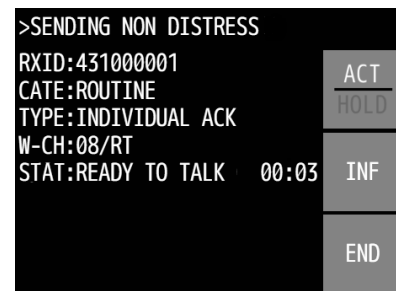 >SENDING NON DISTRESS
RXID:431000001
CATE:ROUTINE
TYPE:INDIVIDUAL ACK
W-CH:08/RT
STAT:READY TO TALK 00:03
ACT
HOLD
INF
END